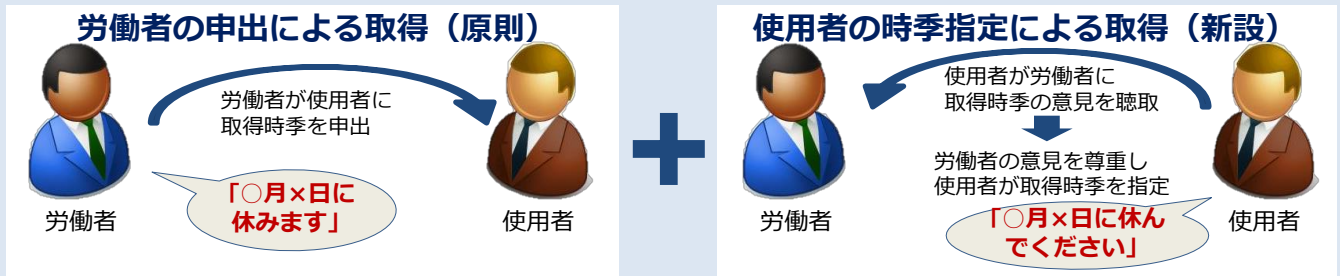 労働者の申出による取得（原則）
労働者が使用者に
取得時季を申出
「○月×日に
休みます」
労働者
使用者
使用者の時季指定による取得（新設）
使用者が労働者に
取得時季の意見を聴取
労働者の意見を尊重し
使用者が取得時季を指定
「○月×日に休ん
でください」
労働者
使用者